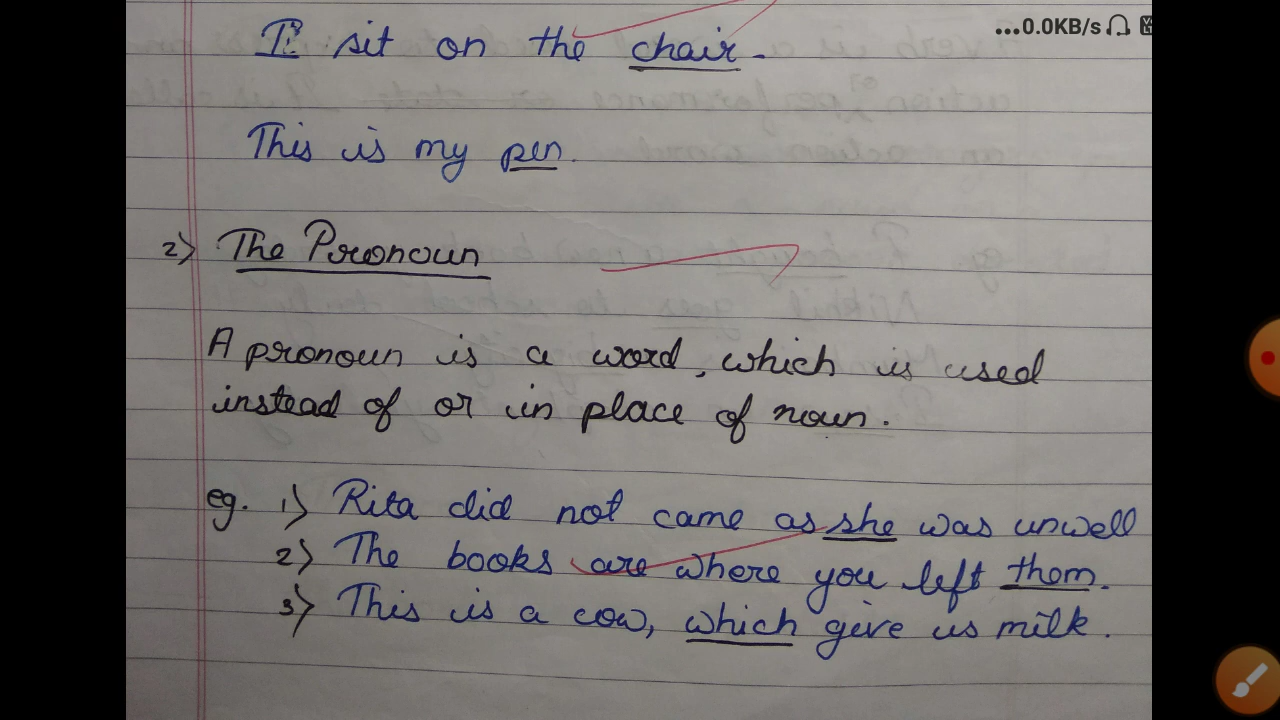 ...0.0KB/s
I sit on the chair.
This is my pen.
2) The Pronoun
A pronoun is a word, which is used
instead of or in place of noun.
eg. 1) Rita did not came as she was unwell
2) The books are where you left them.
3) This is a cow, which give us milk.